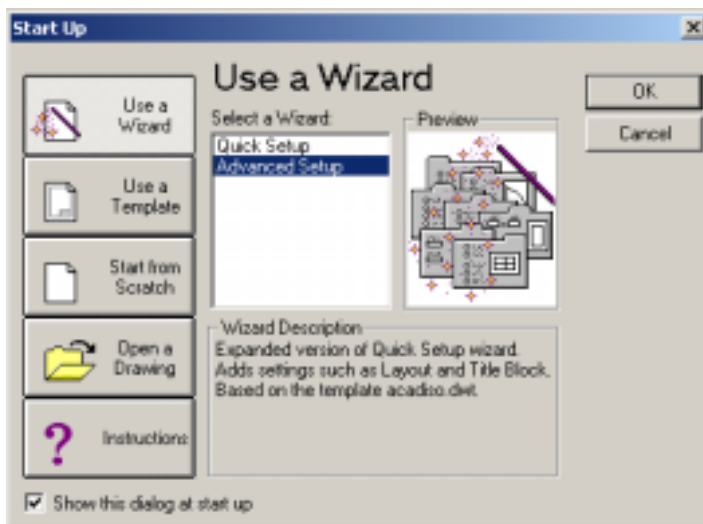 Start Up
Use a
Wizard
Use a
Template
Start from
Scratch
Open a
Drawing
Instructions
Use a Wizard
Select a Wizard:
Quick Setup
Advanced Setup
Preview
Wizard Description
Expanded version of Quick Setup wizard.
Adds settings such as Layout and Title Block.
Based on the template acadiso.dwt.
OK
Cancel
Show this dialog at start up